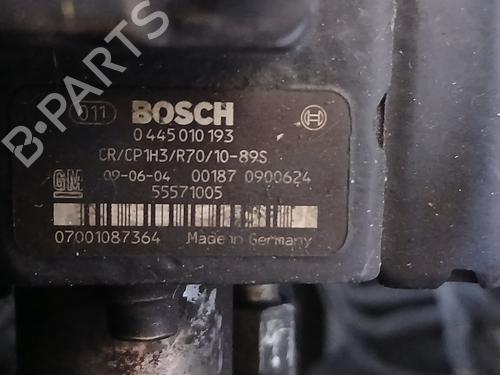 B-PARTS
011 BOSCH
0 445 010 193
CR/CP1H3/R70/10-89S
GM 09-06-04 00187 0900624
55571005
07001087364 Made in Germany